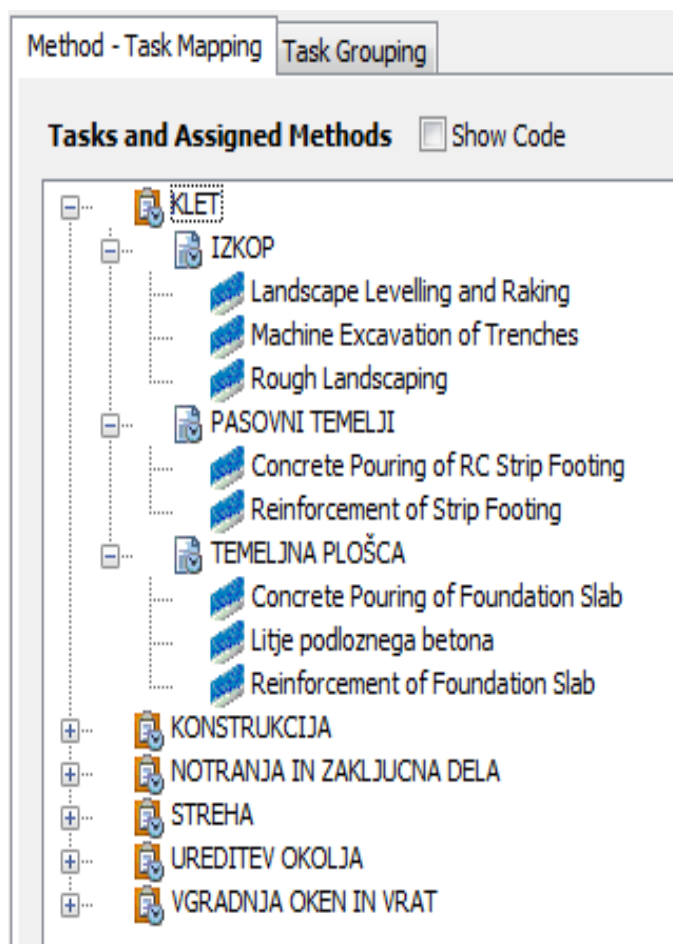 Method - Task Mapping Task Grouping
Tasks and Assigned Methods Show Code
KLET
IZKOP
Landscape Levelling and Raking
Machine Excavation of Trenches
Rough Landscaping
PASOVNI TEMELJI
Concrete Pouring of RC Strip Footing
Reinforcement of Strip Footing
TEMELJNA PLOŠCA
Concrete Pouring of Foundation Slab
Litje podloznega betona
Reinforcement of Foundation Slab
KONSTRUKCIJA
NOTRANJA IN ZAKLJUCNA DELA
STREHA
UREDITEV OKOLJA
VGRADNJA OKEN IN VRAT